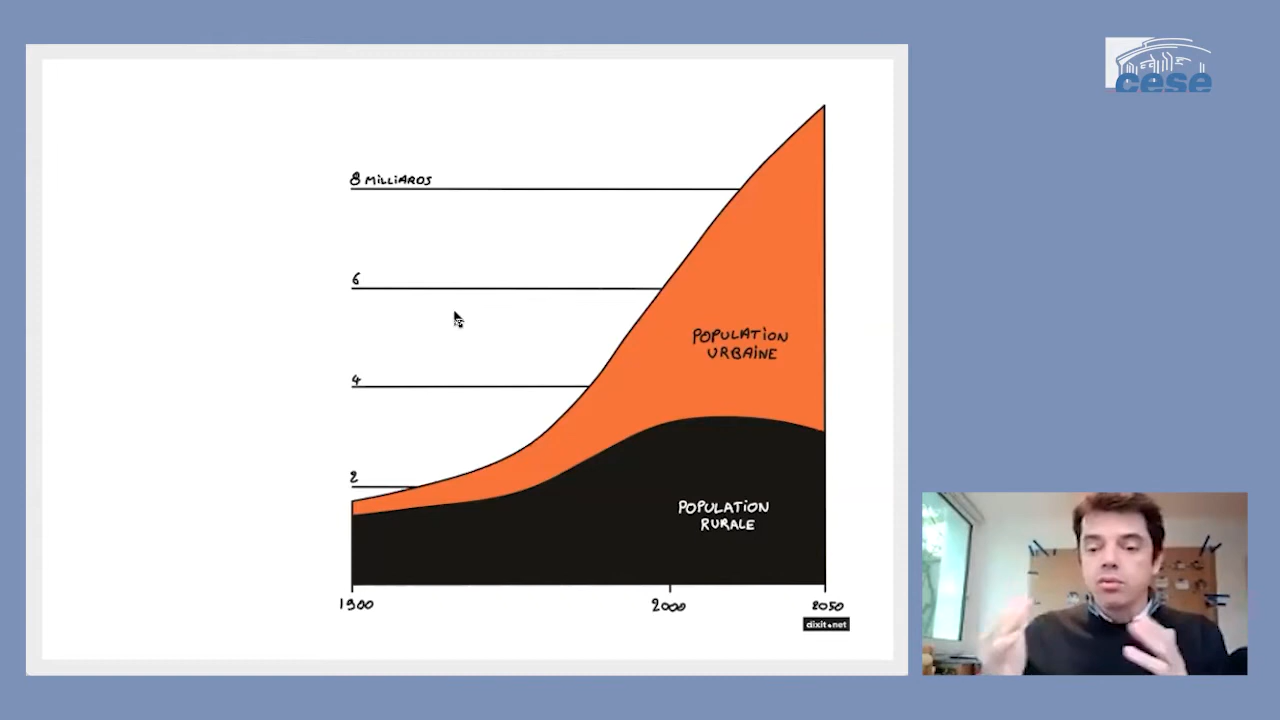 cese
8 MILLIARDS
6
4
2
POPULATION
URBAINE
POPULATION
RURALE
1900
2000
2050
dixit.net